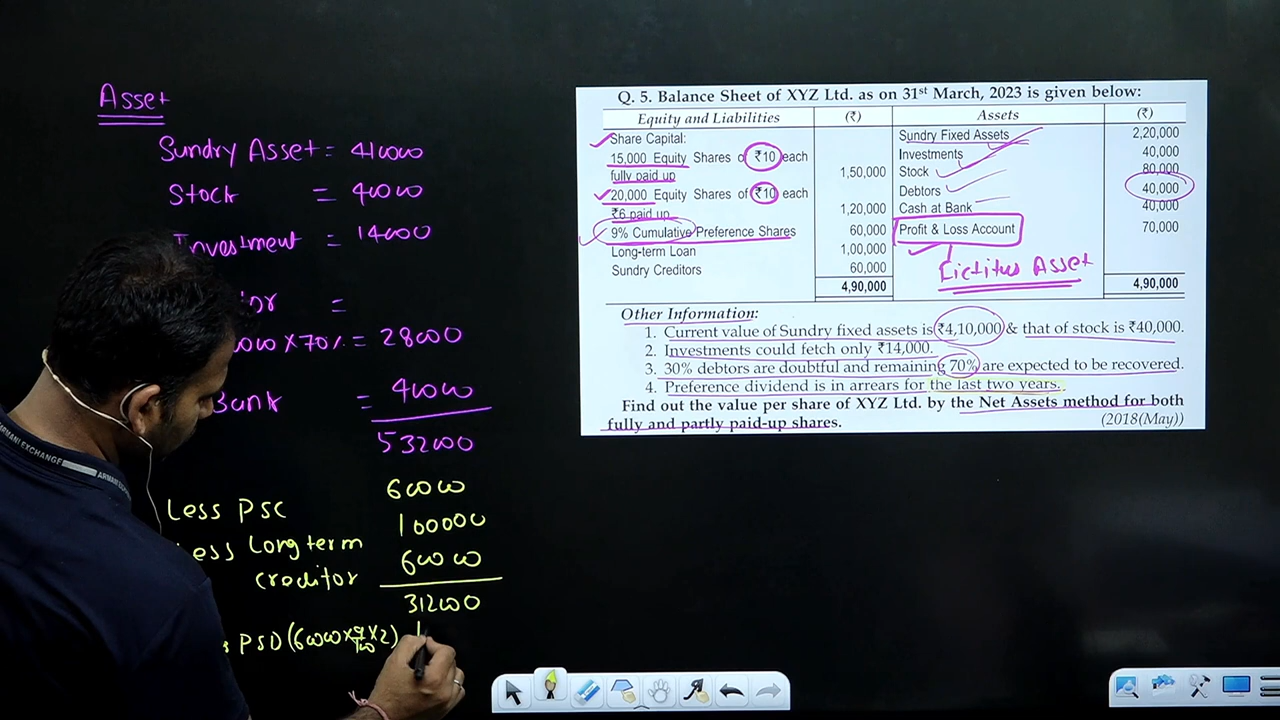 Asset
Sundry Asset = 410000
Stock = 40000
Investment = 14000
tor =
0000 x 70% = 28000
Bank = 40000
532000
Less PSC 60000
Less Long term 100000
creditor 60000
312000
PSD (60000 x 9/100 x 2) 1
ARMANI EXCHANGE
ARMANI
Q. 5. Balance Sheet of XYZ Ltd. as on 31st March, 2023 is given below:
Equity and Liabilities (₹) Assets (₹)
Share Capital: Sundry Fixed Assets 2,20,000
15,000 Equity Shares of ₹10 each Investments 40,000
fully paid up 1,50,000 Stock 80,000
20,000 Equity Shares of ₹10 each Debtors 40,000
₹6 paid up 1,20,000 Cash at Bank 40,000
9% Cumulative Preference Shares 60,000 Profit & Loss Account 70,000
Long-term Loan 1,00,000
Sundry Creditors 60,000
4,90,000 4,90,000
Fictitus Asset
Other Information:
1. Current value of Sundry fixed assets is ₹4,10,000 & that of stock is ₹40,000.
2. Investments could fetch only ₹14,000.
3. 30% debtors are doubtful and remaining 70% are expected to be recovered.
4. Preference dividend is in arrears for the last two years.
Find out the value per share of XYZ Ltd. by the Net Assets method for both
fully and partly paid-up shares. (2018(May))